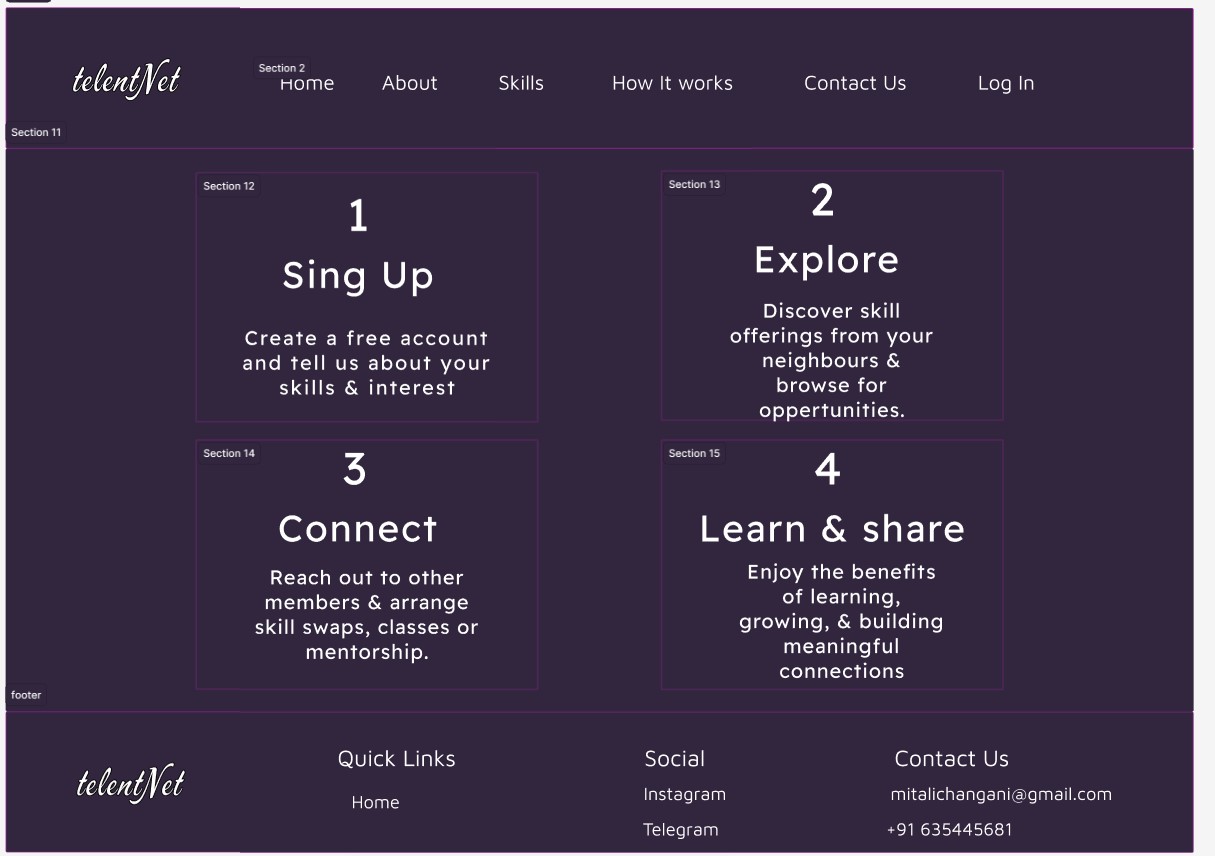 telentNet
Section 2
Home About Skills How It works Contact Us Log In
Section 11
Section 12
1
Sing Up
Create a free account
and tell us about your
skills & interest
Section 13
2
Explore
Discover skill
offerings from your
neighbours &
browse for
oppertunities.
Section 14
3
Connect
Reach out to other
members & arrange
skill swaps, classes or
mentorship.
Section 15
4
Learn & share
Enjoy the benefits
of learning,
growing, & building
meaningful
connections
footer
telentNet
Quick Links
Home
Social
Instagram
Telegram
Contact Us
mitalichangani@gmail.com
+91 635445681